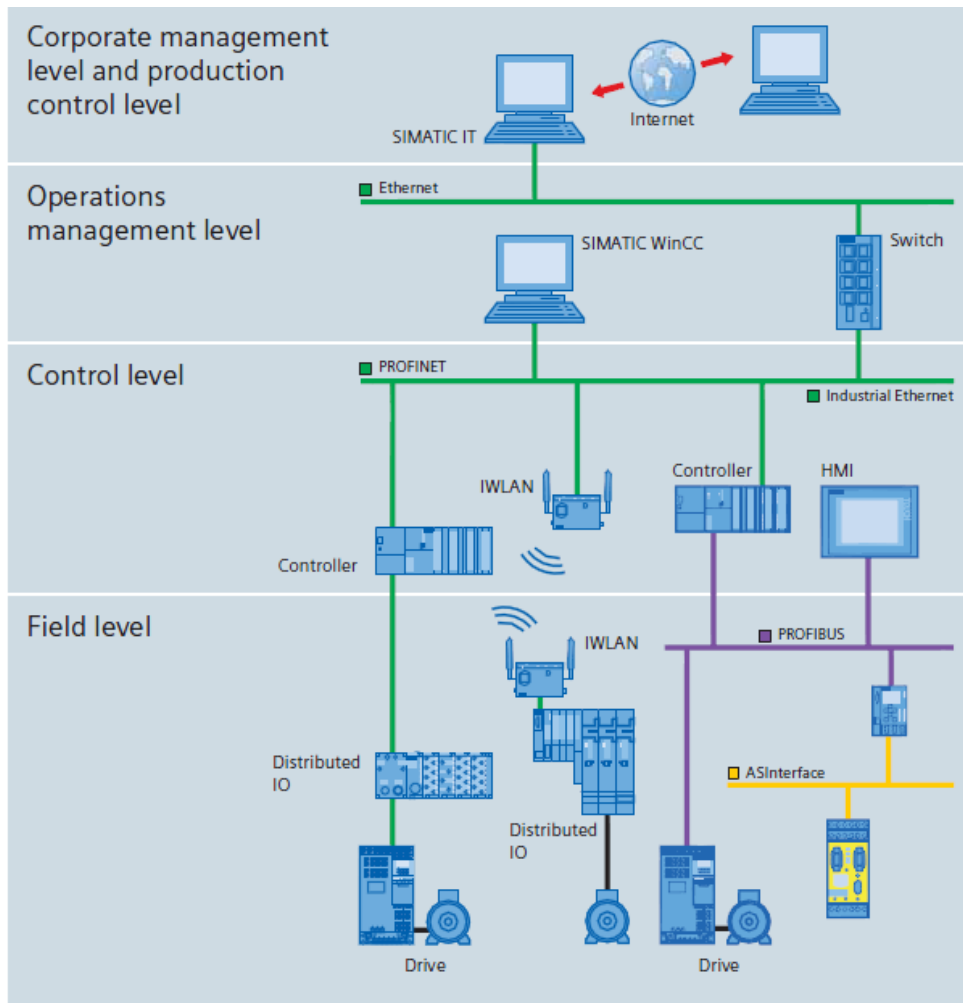 Corporate management
level and production
control level
Internet
SIMATIC IT
Operations
management level
Ethernet
SIMATIC WinCC
Switch
Control level
PROFINET
Industrial Ethernet
IWLAN
Controller
HMI
Controller
Field level
IWLAN
PROFIBUS
Distributed
IO
ASInterface
Distributed
IO
Drive
Drive